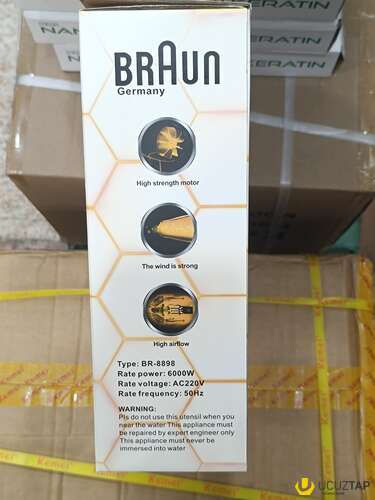 NAN
KERATIN
KERATIN
BRAUN
Germany
High strength motor
The wind is strong
High airflow
Type: BR-8898
Rate power: 6000W
Rate voltage: AC220V
Rate frequency: 50Hz
WARNING:
Pls do not use this utensil when you
near the water This appliance must
be repaired by expert engineer only
This appliance must never be
immersed into water
Kemei
UCUZTAP